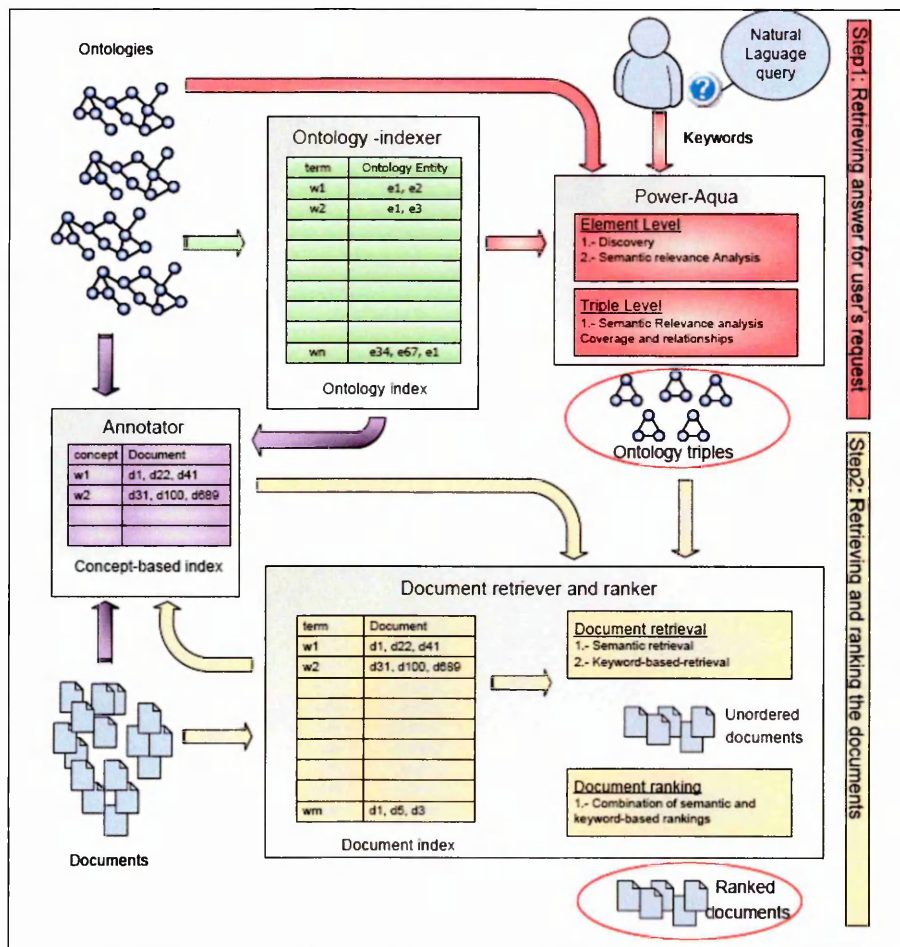 Ontologies
Natural
Laguage
query
?
Keywords
Step1: Retrieving answer for user's request
Ontology -indexer
term Ontology Entity
w1 e1, e2
w2 e1, e3
wn e34, e67, e1
Ontology index
Power-Aqua
Element Level
1.- Discovery
2.- Semantic relevance Analysis
Triple Level
1.- Semantic Relevance analysis
Coverage and relationships
Ontology triples
Annotator
concept Document
w1 d1, d22, d41
w2 d31, d100, d689
Concept-based index
Step2: Retrieving and ranking the documents
Document retriever and ranker
term Document
w1 d1, d22, d41
w2 d31, d100, d689
wm d1, d5, d3
Document index
Document retrieval
1.- Semantic retrieval
2.- Keyword-based-retrieval
Unordered
documents
Document ranking
1.- Combination of semantic and
keyword-based rankings
Documents
Ranked
documents